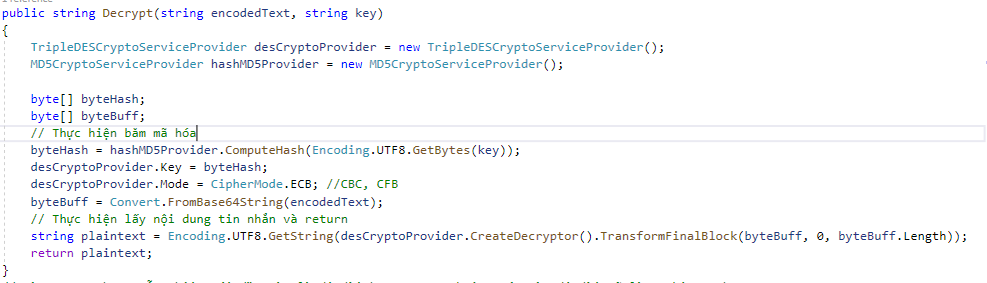 public string Decrypt(string encodedText, string key)
{
TripleDESCryptoServiceProvider desCryptoProvider = new TripleDESCryptoServiceProvider();
MD5CryptoServiceProvider hashMD5Provider = new MD5CryptoServiceProvider();
byte[] byteHash;
byte[] byteBuff;
// Thực hiện băm mã hóa
byteHash = hashMD5Provider.ComputeHash(Encoding.UTF8.GetBytes(key));
desCryptoProvider.Key = byteHash;
desCryptoProvider.Mode = CipherMode.ECB; //CBC, CFB
byteBuff = Convert.FromBase64String(encodedText);
// Thực hiện lấy nội dung tin nhắn và return
string plaintext = Encoding.UTF8.GetString(desCryptoProvider.CreateDecryptor().TransformFinalBlock(byteBuff, 0, byteBuff.Length));
return plaintext;
}